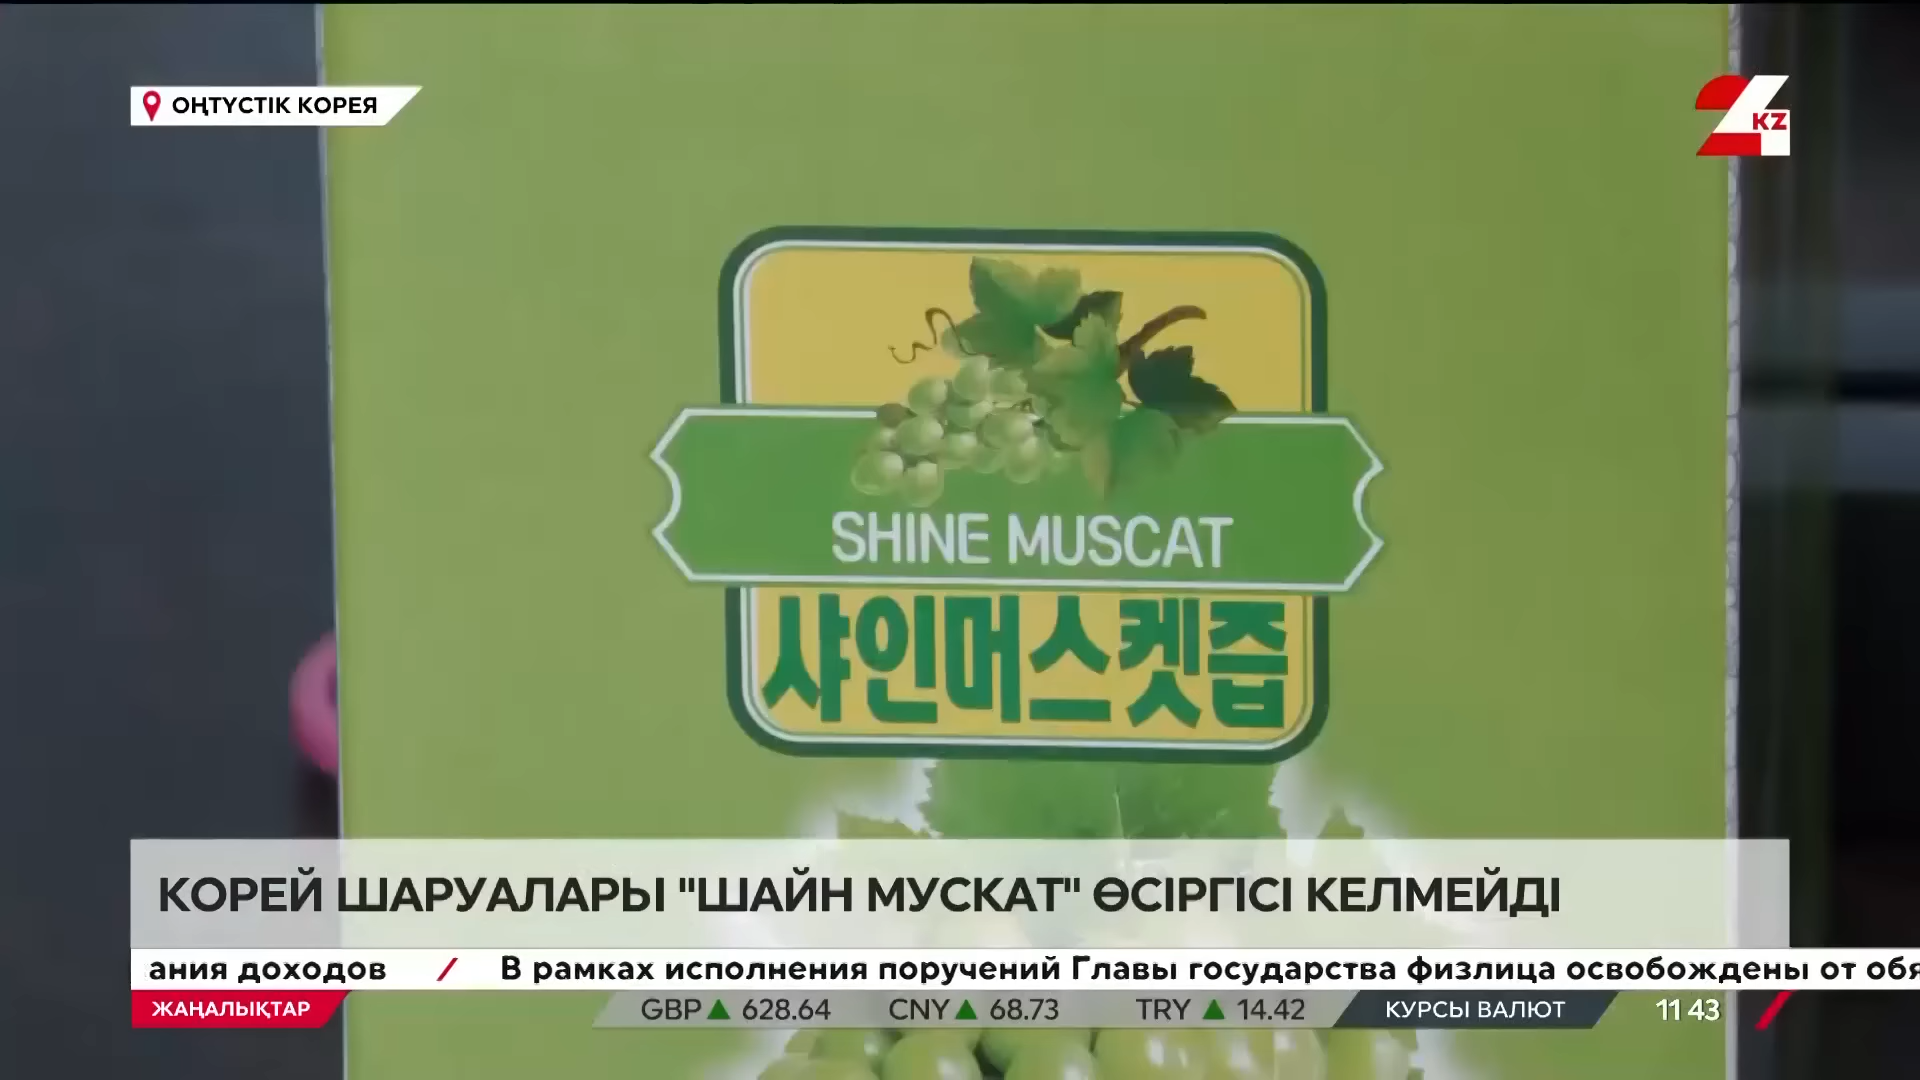 ОҢТҮСТІК КОРЕЯ
24 KZ
SHINE MUSCAT
샤인머스켓즙
КОРЕЙ ШАРУАЛАРЫ "ШАЙН МУСКАТ" ӨСІРГІСІ КЕЛМЕЙДІ
ания доходов / В рамках исполнения поручений Главы государства физлица освобождены от обя
ЖАҢАЛЫҚТАР GBP ▲ 628.64 CNY ▲ 68.73 TRY ▲ 14.42 КУРСЫ ВАЛЮТ 11 43